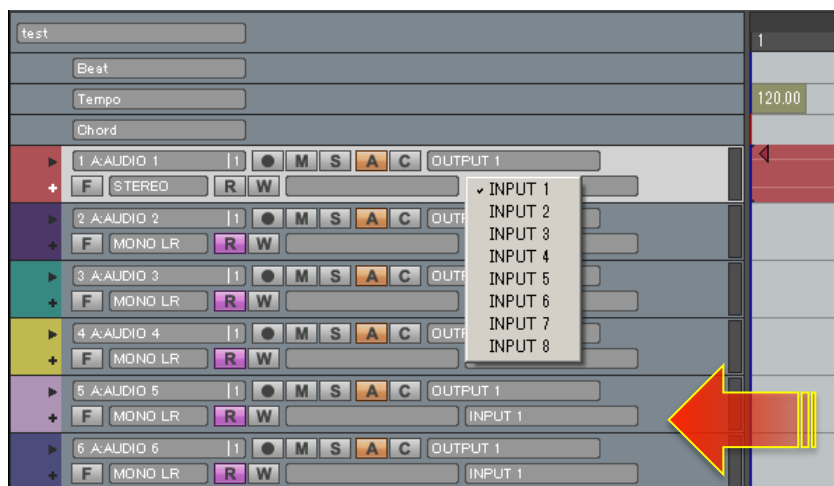 test
1
Beat
Tempo
120.00
Chord
1 A:AUDIO 1 |1 M S A C OUTPUT 1
F STEREO R W
2 A:AUDIO 2 |1 M S A C
F MONO LR R W
3 A:AUDIO 3 |1 M S A C
F MONO LR R W
4 A:AUDIO 4 |1 M S A C
F MONO LR R W
INPUT 1
INPUT 2
INPUT 3
INPUT 4
INPUT 5
INPUT 6
INPUT 7
INPUT 8
5 A:AUDIO 5 |1 M S A C OUTPUT 1
F MONO LR R W INPUT 1
6 A:AUDIO 6 |1 M S A C OUTPUT 1
F MONO LR R W INPUT 1